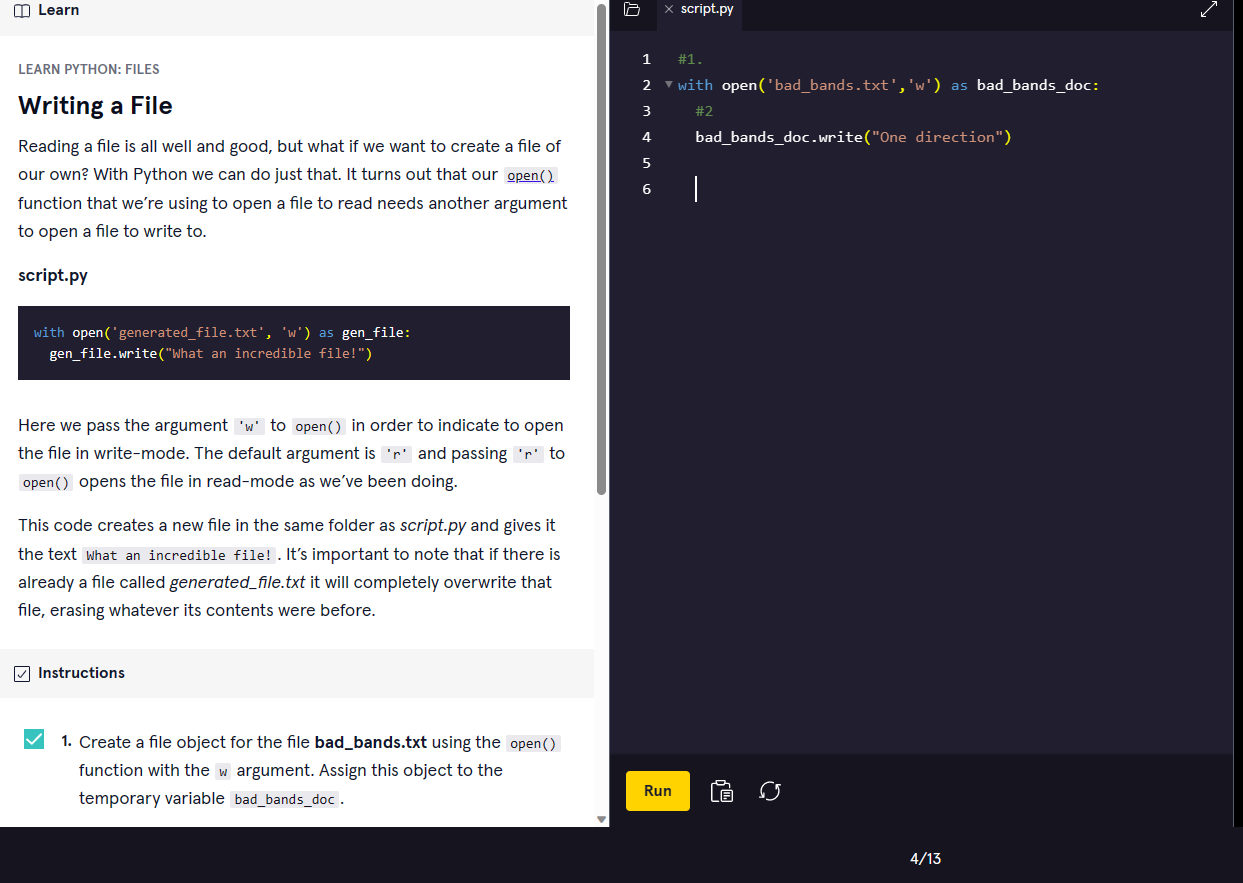 Learn
LEARN PYTHON: FILES
Writing a File
Reading a file is all well and good, but what if we want to create a file of
our own? With Python we can do just that. It turns out that our open()
function that we’re using to open a file to read needs another argument
to open a file to write to.
script.py
with open('generated_file.txt', 'w') as gen_file:
  gen_file.write("What an incredible file!")
Here we pass the argument 'w' to open() in order to indicate to open
the file in write-mode. The default argument is 'r' and passing 'r' to
open() opens the file in read-mode as we’ve been doing.
This code creates a new file in the same folder as script.py and gives it
the text What an incredible file!. It’s important to note that if there is
already a file called generated_file.txt it will completely overwrite that
file, erasing whatever its contents were before.
Instructions
1. Create a file object for the file bad_bands.txt using the open()
function with the w argument. Assign this object to the
temporary variable bad_bands_doc.
script.py
1 #1.
2 with open('bad_bands.txt','w') as bad_bands_doc:
3   #2
4   bad_bands_doc.write("One direction")
5
6
Run
4/13